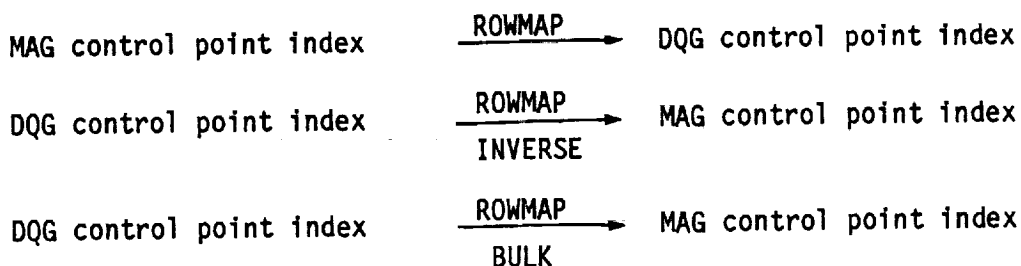 MAG control point index ROWMAP DQG control point index
DQG control point index ROWMAP MAG control point index
INVERSE
DQG control point index ROWMAP MAG control point index
BULK